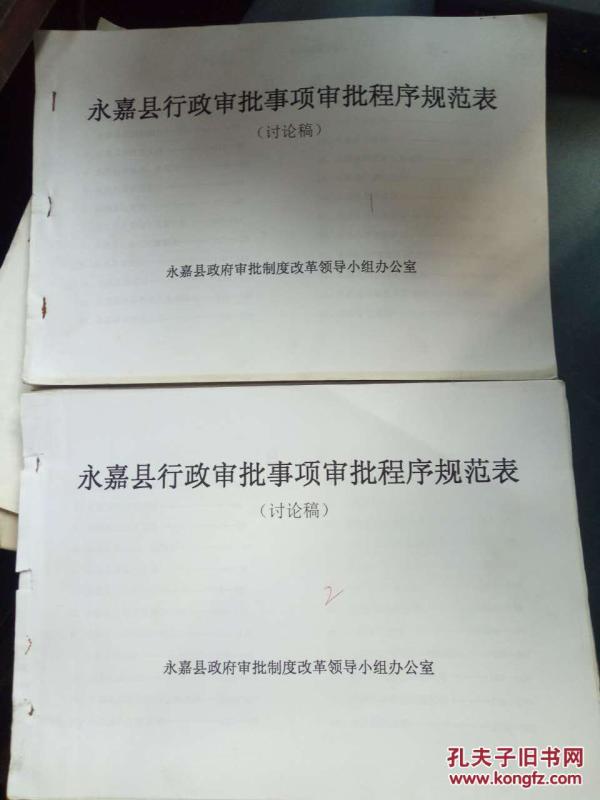 永嘉县行政审批事项审批程序规范表
（讨论稿）
永嘉县政府审批制度改革领导小组办公室
永嘉县行政审批事项审批程序规范表
（讨论稿）
2
永嘉县政府审批制度改革领导小组办公室
孔夫子旧书网
www.kongfz.com